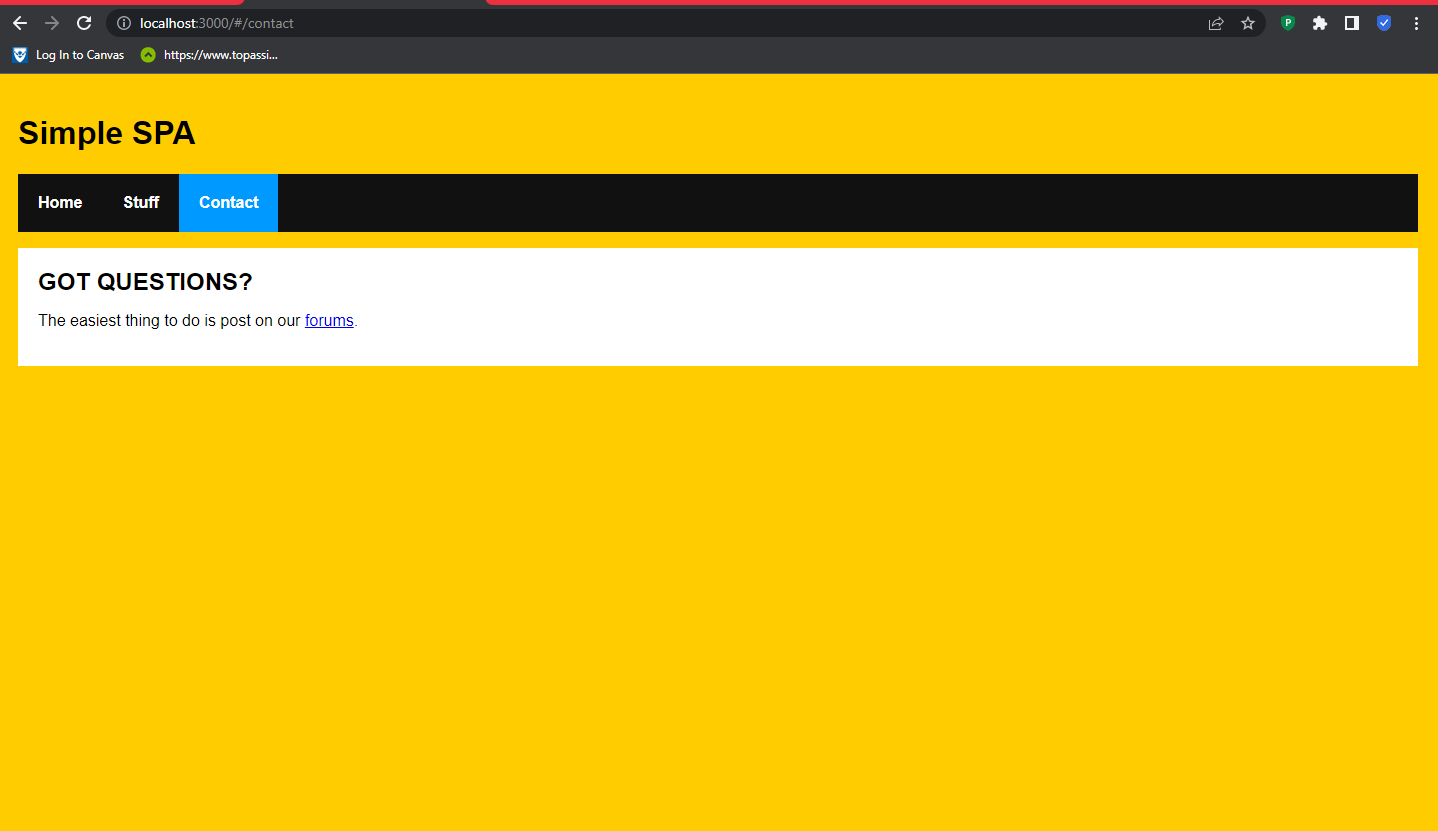 localhost:3000/#/contact
Log In to Canvas https://www.topassi...
Simple SPA
Home Stuff Contact
GOT QUESTIONS?
The easiest thing to do is post on our forums.